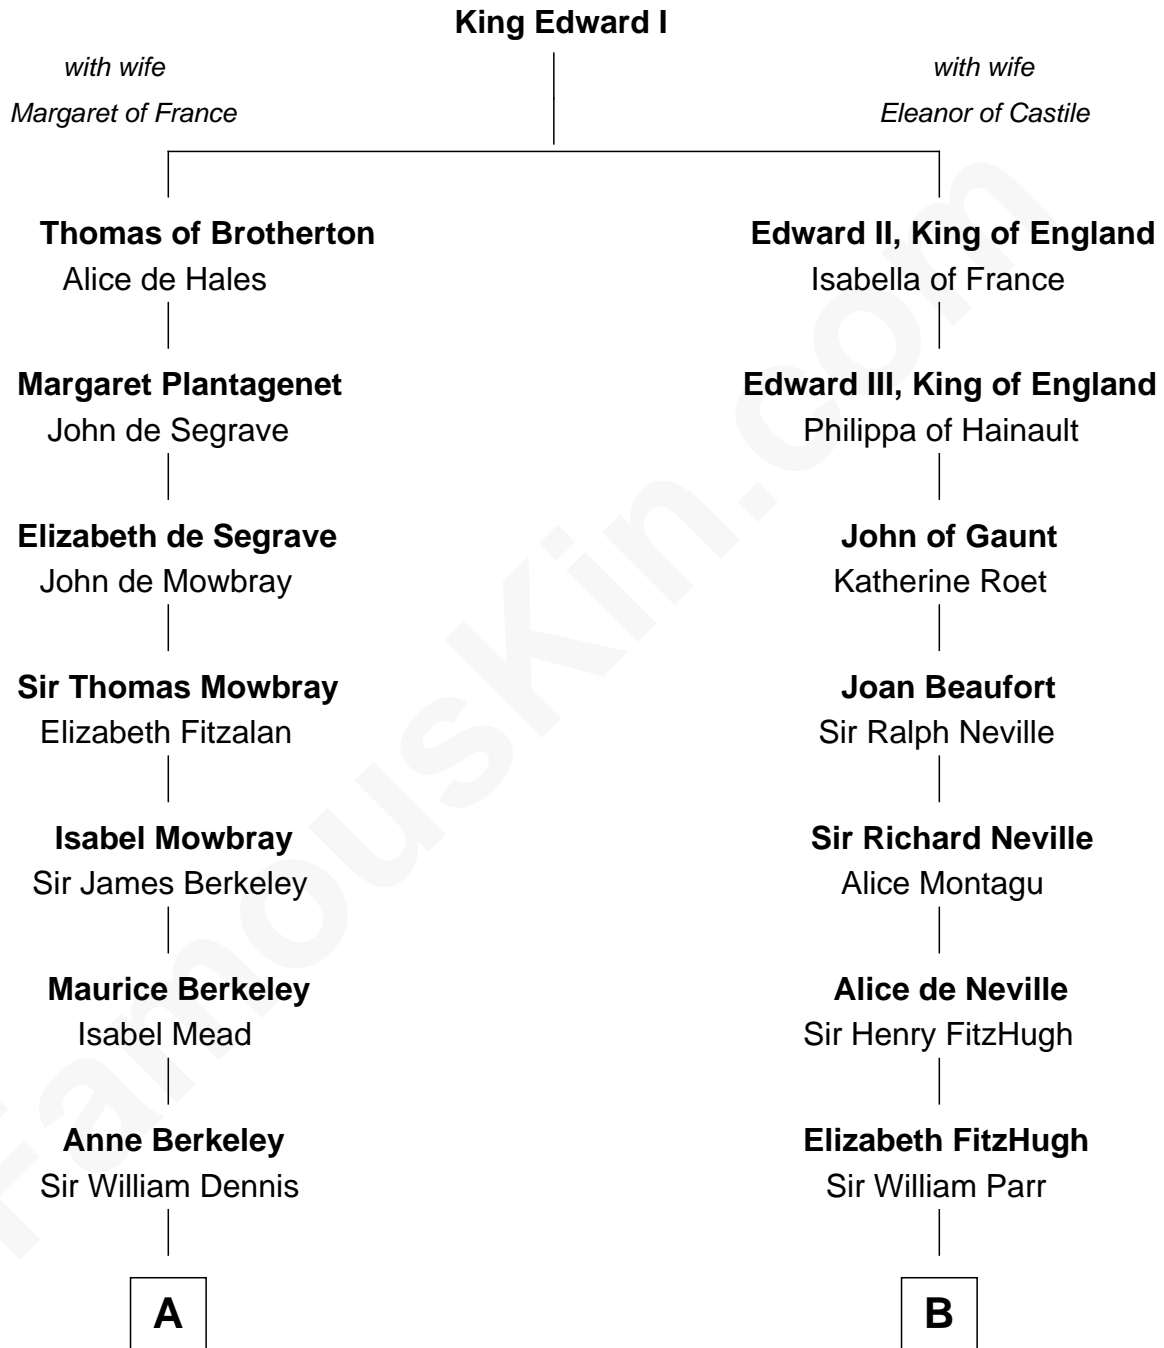 King Edward I
with wife
Margaret of France
with wife
Eleanor of Castile
Thomas of Brotherton
Alice de Hales
Edward II, King of England
Isabella of France
Margaret Plantagenet
John de Segrave
Edward III, King of England
Philippa of Hainault
Elizabeth de Segrave
John de Mowbray
John of Gaunt
Katherine Roet
Sir Thomas Mowbray
Elizabeth Fitzalan
Joan Beaufort
Sir Ralph Neville
Isabel Mowbray
Sir James Berkeley
Sir Richard Neville
Alice Montagu
Maurice Berkeley
Isabel Mead
Alice de Neville
Sir Henry FitzHugh
Anne Berkeley
Sir William Dennis
Elizabeth FitzHugh
Sir William Parr
A
B
FamousKin.com